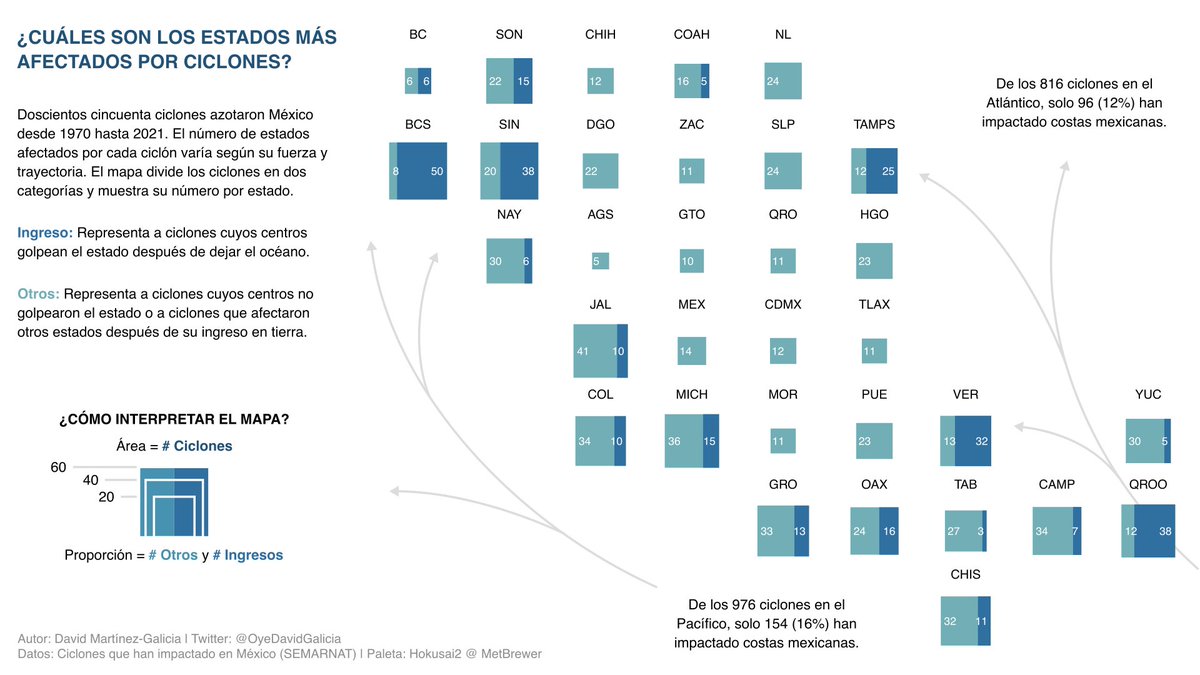 ¿CUÁLES SON LOS ESTADOS MÁS
AFECTADOS POR CICLONES?
Doscientos cincuenta ciclones azotaron México
desde 1970 hasta 2021. El número de estados
afectados por cada ciclón varía según su fuerza y
trayectoria. El mapa divide los ciclones en dos
categorías y muestra su número por estado.
Ingreso: Representa a ciclones cuyos centros
golpean el estado después de dejar el océano.
Otros: Representa a ciclones cuyos centros no
golpearon el estado o a ciclones que afectaron
otros estados después de su ingreso en tierra.
¿CÓMO INTERPRETAR EL MAPA?
Área = # Ciclones
60
40
20
Proporción = # Otros y # Ingresos
BC SON CHIH COAH NL
6 6 22 15 12 16 5 24
De los 816 ciclones en el
Atlántico, solo 96 (12%) han
impactado costas mexicanas.
BCS SIN DGO ZAC SLP TAMPS
8 50 20 38 22 11 24 12 25
NAY AGS GTO QRO HGO
30 6 5 10 11 23
JAL MEX CDMX TLAX
41 10 14 12 11
COL MICH MOR PUE VER YUC
34 10 36 15 11 23 13 32 30 5
GRO OAX TAB CAMP QROO
33 13 24 16 27 3 34 7 12 38
CHIS
32 11
De los 976 ciclones en el
Pacífico, solo 154 (16%) han
impactado costas mexicanas.
Autor: David Martínez-Galicia | Twitter: @OyeDavidGalicia
Datos: Ciclones que han impactado en México (SEMARNAT) | Paleta: Hokusai2 @ MetBrewer